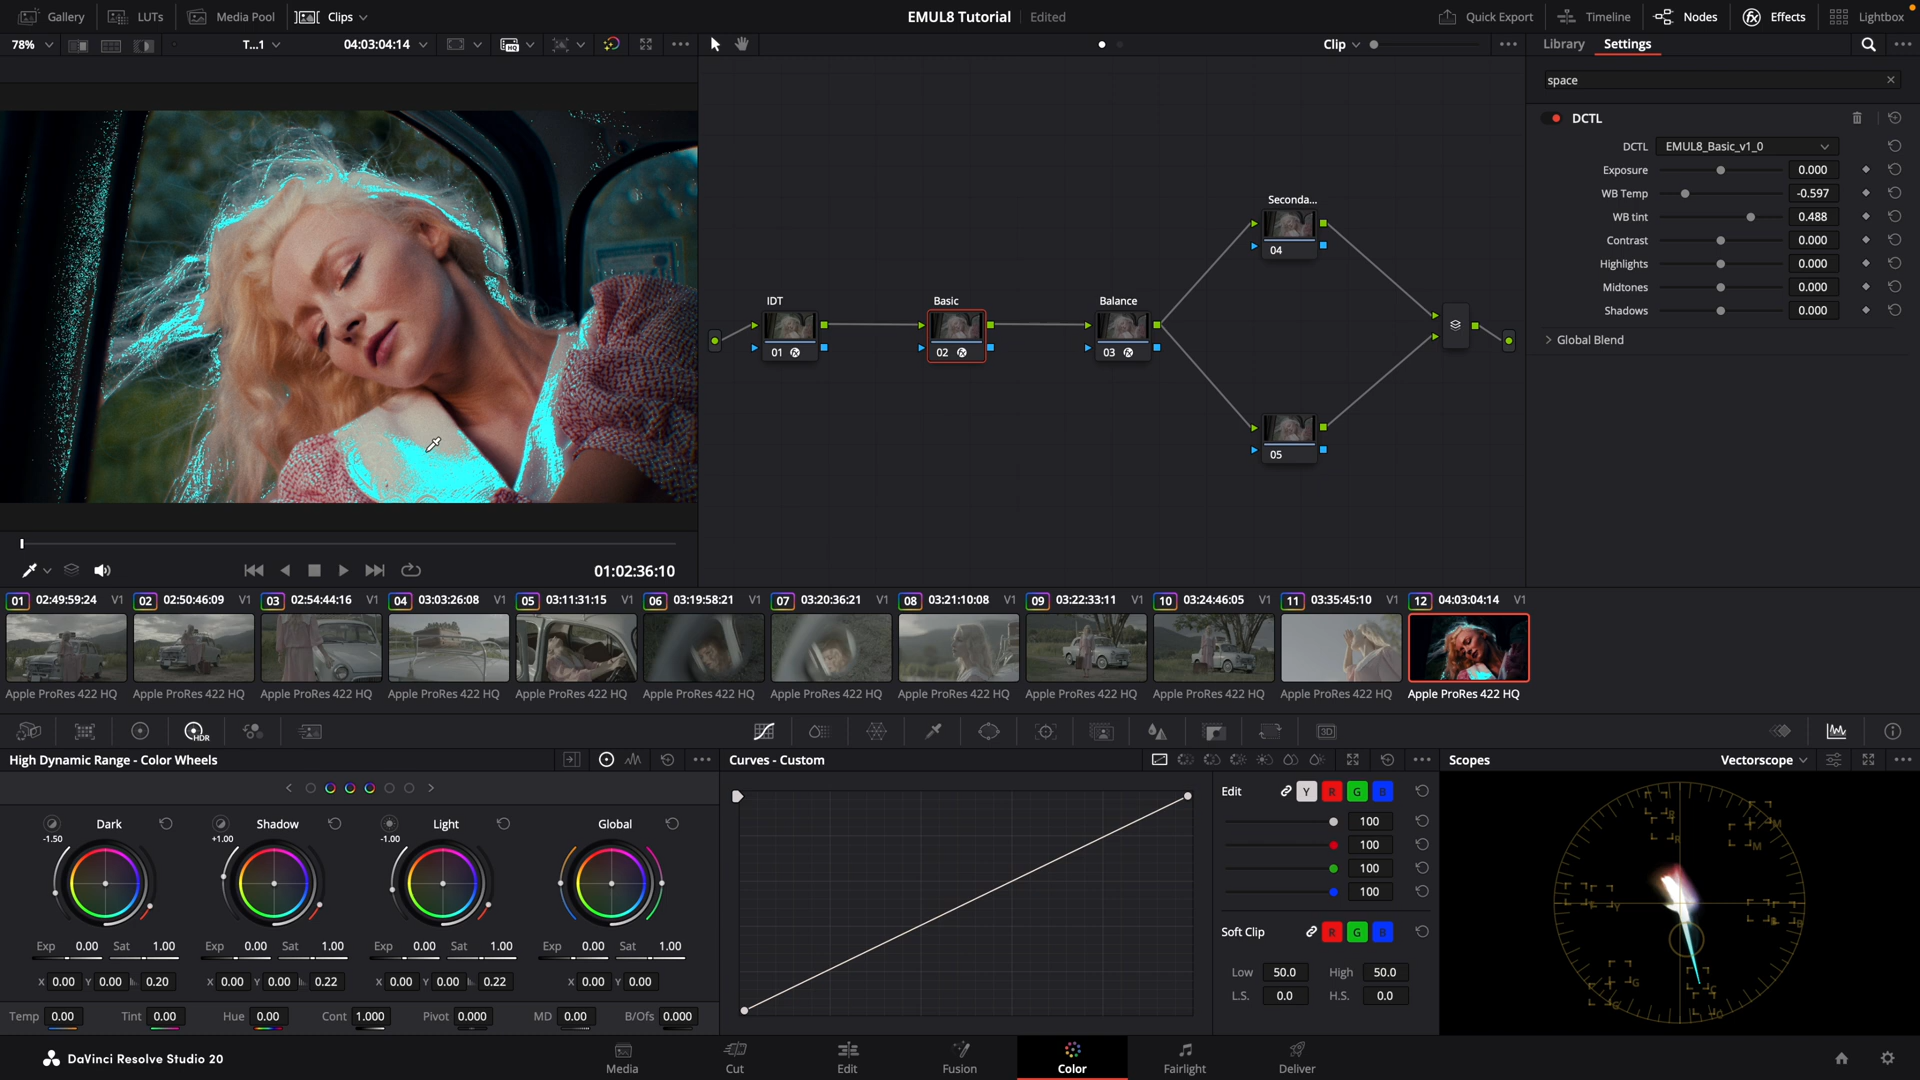 Gallery LUTs Media Pool Clips EMUL8 Tutorial Edited Quick Export Timeline Nodes Effects Lightbox
78% T...1 04:03:04:14 Clip Library Settings
space
DCTL
DCTL EMUL8_Basic_v1_0
Exposure 0.000
WB Temp -0.597
WB tint 0.488
Contrast 0.000
Highlights 0.000
Midtones 0.000
Shadows 0.000
Global Blend
Seconda...
04
IDT Basic Balance
01 02 03
05
01:02:36:10
01 02:49:59:24 V1 02 02:50:46:09 V1 03 02:54:44:16 V1 04 03:03:26:08 V1 05 03:11:31:15 V1 06 03:19:58:21 V1 07 03:20:36:21 V1 08 03:21:10:08 V1 09 03:22:33:11 V1 10 03:24:46:05 V1 11 03:35:45:10 V1 12 04:03:04:14 V1
Apple ProRes 422 HQ Apple ProRes 422 HQ Apple ProRes 422 HQ Apple ProRes 422 HQ Apple ProRes 422 HQ Apple ProRes 422 HQ Apple ProRes 422 HQ Apple ProRes 422 HQ Apple ProRes 422 HQ Apple ProRes 422 HQ Apple ProRes 422 HQ Apple ProRes 422 HQ
HDR 3D
High Dynamic Range - Color Wheels Curves - Custom Scopes Vectorscope
Dark Shadow Light Global
-1.50 +1.00 -1.00
Exp 0.00 Sat 1.00 Exp 0.00 Sat 1.00 Exp 0.00 Sat 1.00 Exp 0.00 Sat 1.00
X 0.00 Y 0.00 0.20 X 0.00 Y 0.00 0.22 X 0.00 Y 0.00 0.22 X 0.00 Y 0.00
Temp 0.00 Tint 0.00 Hue 0.00 Cont 1.000 Pivot 0.000 MD 0.00 B/Ofs 0.000
Edit Y R G B
100
100
100
100
Soft Clip R G B
Low 50.0 High 50.0
L.S. 0.0 H.S. 0.0
DaVinci Resolve Studio 20
Media Cut Edit Fusion Color Fairlight Deliver